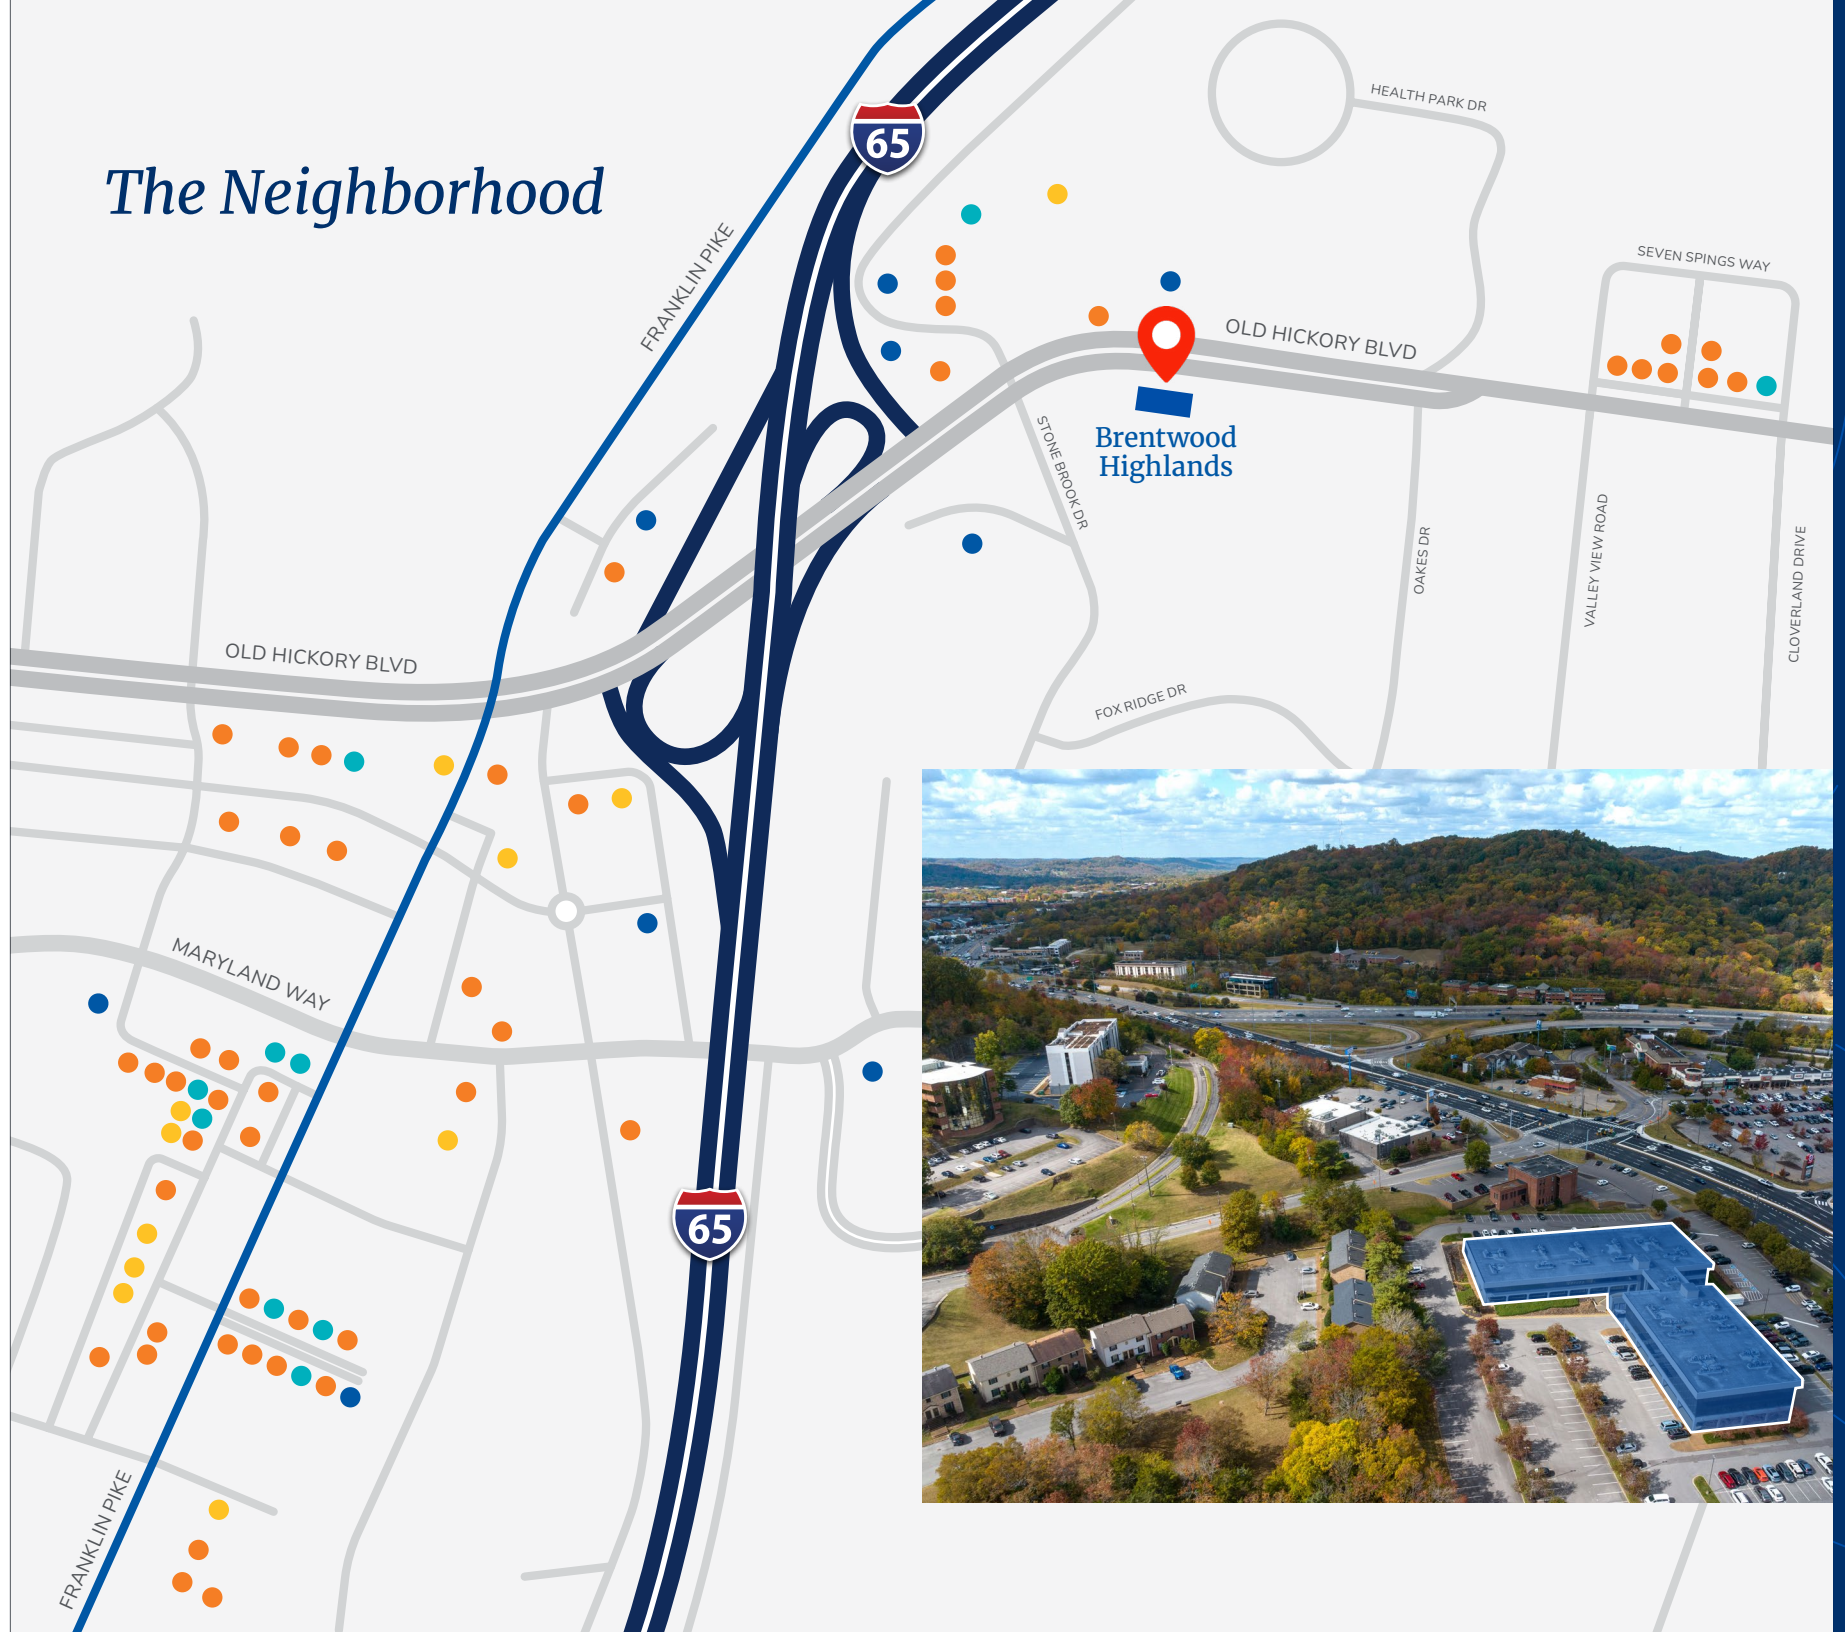 65
HEALTH PARK DR
The Neighborhood
FRANKLIN PIKE
SEVEN SPINGS WAY
OLD HICKORY BLVD
Brentwood
Highlands
STONE BROOK DR
OAKES DR
VALLEY VIEW ROAD
CLOVERLAND DRIVE
OLD HICKORY BLVD
FOX RIDGE DR
MARYLAND WAY
65
FRANKLIN PIKE